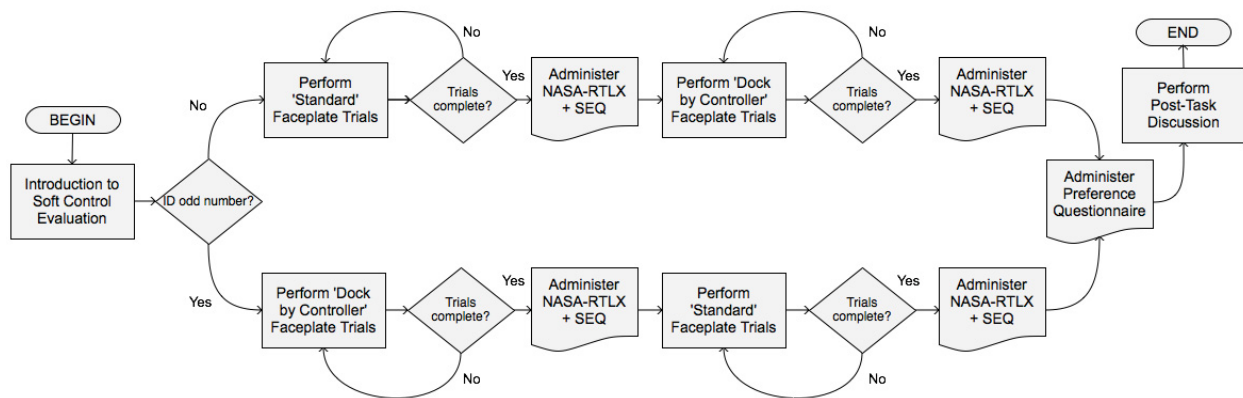 BEGIN
Introduction to
Soft Control
Evaluation
ID odd number?
No
Perform
'Standard'
Faceplate Trials
No
Trials
complete?
Yes
Administer
NASA-RTLX
+ SEQ
Perform 'Dock
by Controller'
Faceplate Trials
No
Trials
complete?
Yes
Administer
NASA-RTLX
+ SEQ
Yes
Perform 'Dock
by Controller'
Faceplate Trials
Trials
complete?
No
Yes
Administer
NASA-RTLX
+ SEQ
Perform
'Standard'
Faceplate Trials
Trials
complete?
No
Yes
Administer
NASA-RTLX
+ SEQ
Administer
Preference
Questionnaire
Perform
Post-Task
Discussion
END